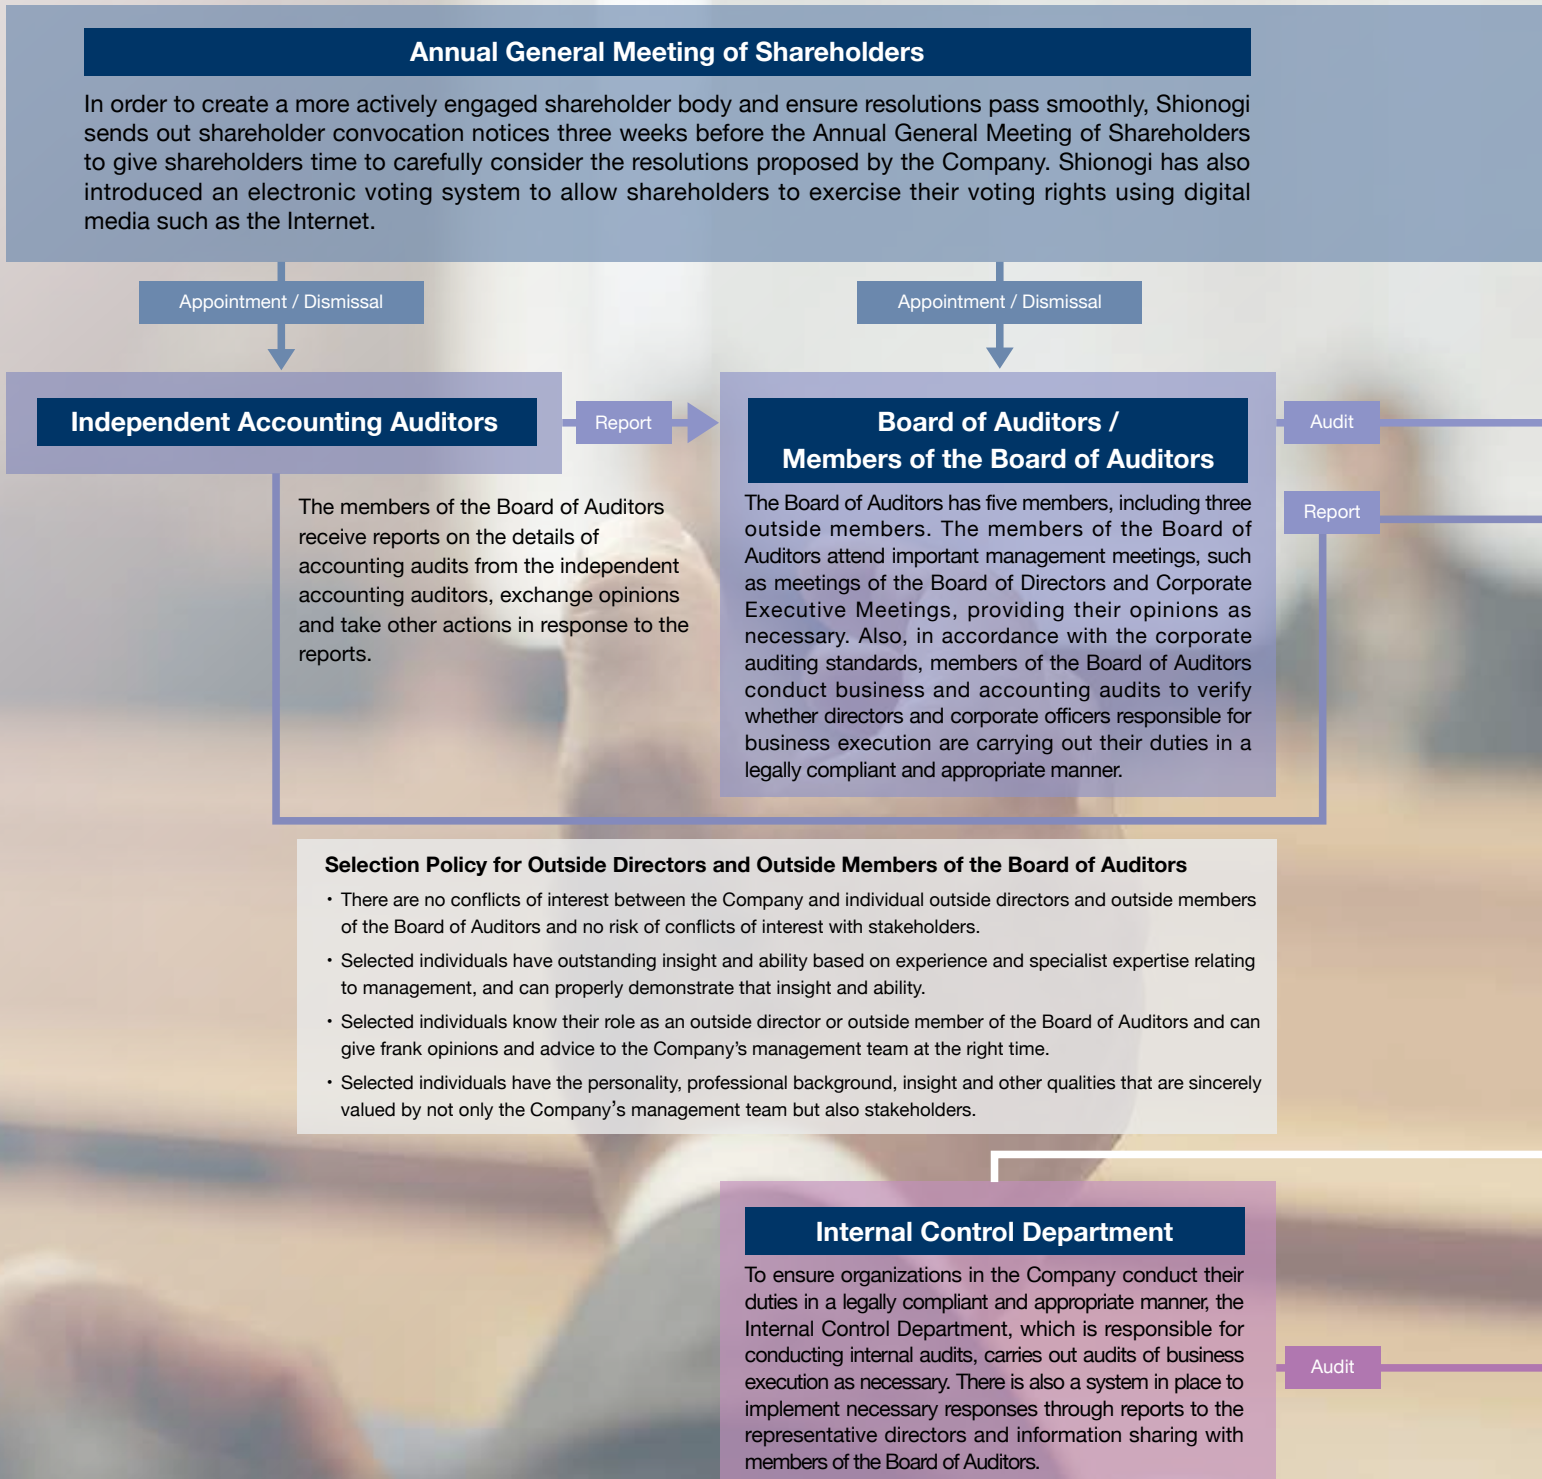 Annual General Meeting of Shareholders
In order to create a more actively engaged shareholder body and ensure resolutions pass smoothly, Shionogi
sends out shareholder convocation notices three weeks before the Annual General Meeting of Shareholders
to give shareholders time to carefully consider the resolutions proposed by the Company. Shionogi has also
introduced an electronic voting system to allow shareholders to exercise their voting rights using digital
media such as the Internet.
Appointment / Dismissal
Appointment / Dismissal
Independent Accounting Auditors
Report
The members of the Board of Auditors
receive reports on the details of
accounting audits from the independent
accounting auditors, exchange opinions
and take other actions in response to the
reports.
Board of Auditors /
Members of the Board of Auditors
The Board of Auditors has five members, including three
outside members. The members of the Board of
Auditors attend important management meetings, such
as meetings of the Board of Directors and Corporate
Executive Meetings, providing their opinions as
necessary. Also, in accordance with the corporate
auditing standards, members of the Board of Auditors
conduct business and accounting audits to verify
whether directors and corporate officers responsible for
business execution are carrying out their duties in a
legally compliant and appropriate manner.
Audit
Report
Selection Policy for Outside Directors and Outside Members of the Board of Auditors
・There are no conflicts of interest between the Company and individual outside directors and outside members
of the Board of Auditors and no risk of conflicts of interest with stakeholders.
・Selected individuals have outstanding insight and ability based on experience and specialist expertise relating
to management, and can properly demonstrate that insight and ability.
・Selected individuals know their role as an outside director or outside member of the Board of Auditors and can
give frank opinions and advice to the Company's management team at the right time.
・Selected individuals have the personality, professional background, insight and other qualities that are sincerely
valued by not only the Company's management team but also stakeholders.
Internal Control Department
To ensure organizations in the Company conduct their
duties in a legally compliant and appropriate manner, the
Internal Control Department, which is responsible for
conducting internal audits, carries out audits of business
execution as necessary. There is also a system in place to
implement necessary responses through reports to the
representative directors and information sharing with
members of the Board of Auditors.
Audit